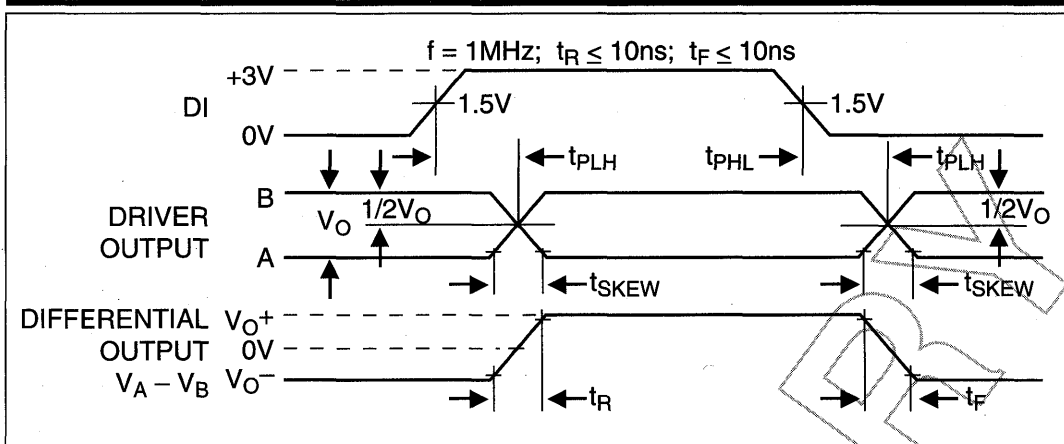 f = 1MHz; tR ≤ 10ns; tF ≤ 10ns
+3V
DI
1.5V
1.5V
0V
tPLH
tPHL
tPLH
B
DRIVER OUTPUT
VO
1/2VO
1/2VO
A
tSKEW
tSKEW
DIFFERENTIAL OUTPUT
VA – VB
VO+
0V
VO–
tR
tF